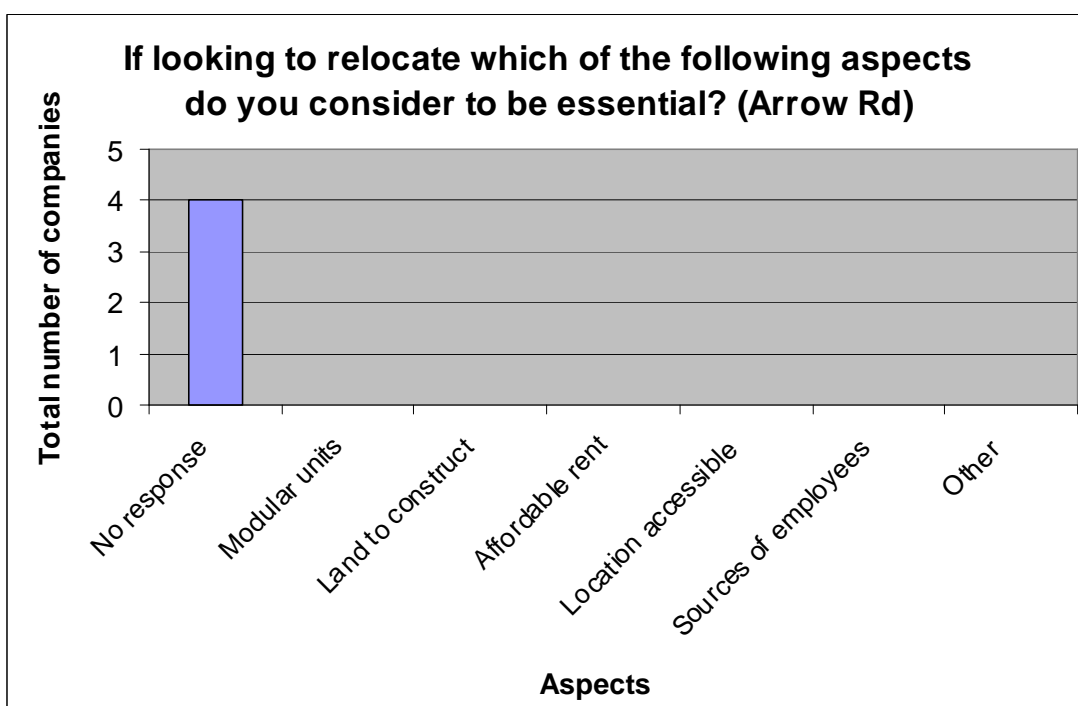 If looking to relocate which of the following aspects
do you consider to be essential? (Arrow Rd)
Total number of companies
5
4
3
2
1
0
No response
Modular units
Land to construct
Affordable rent
Location accessible
Sources of employees
Other
Aspects